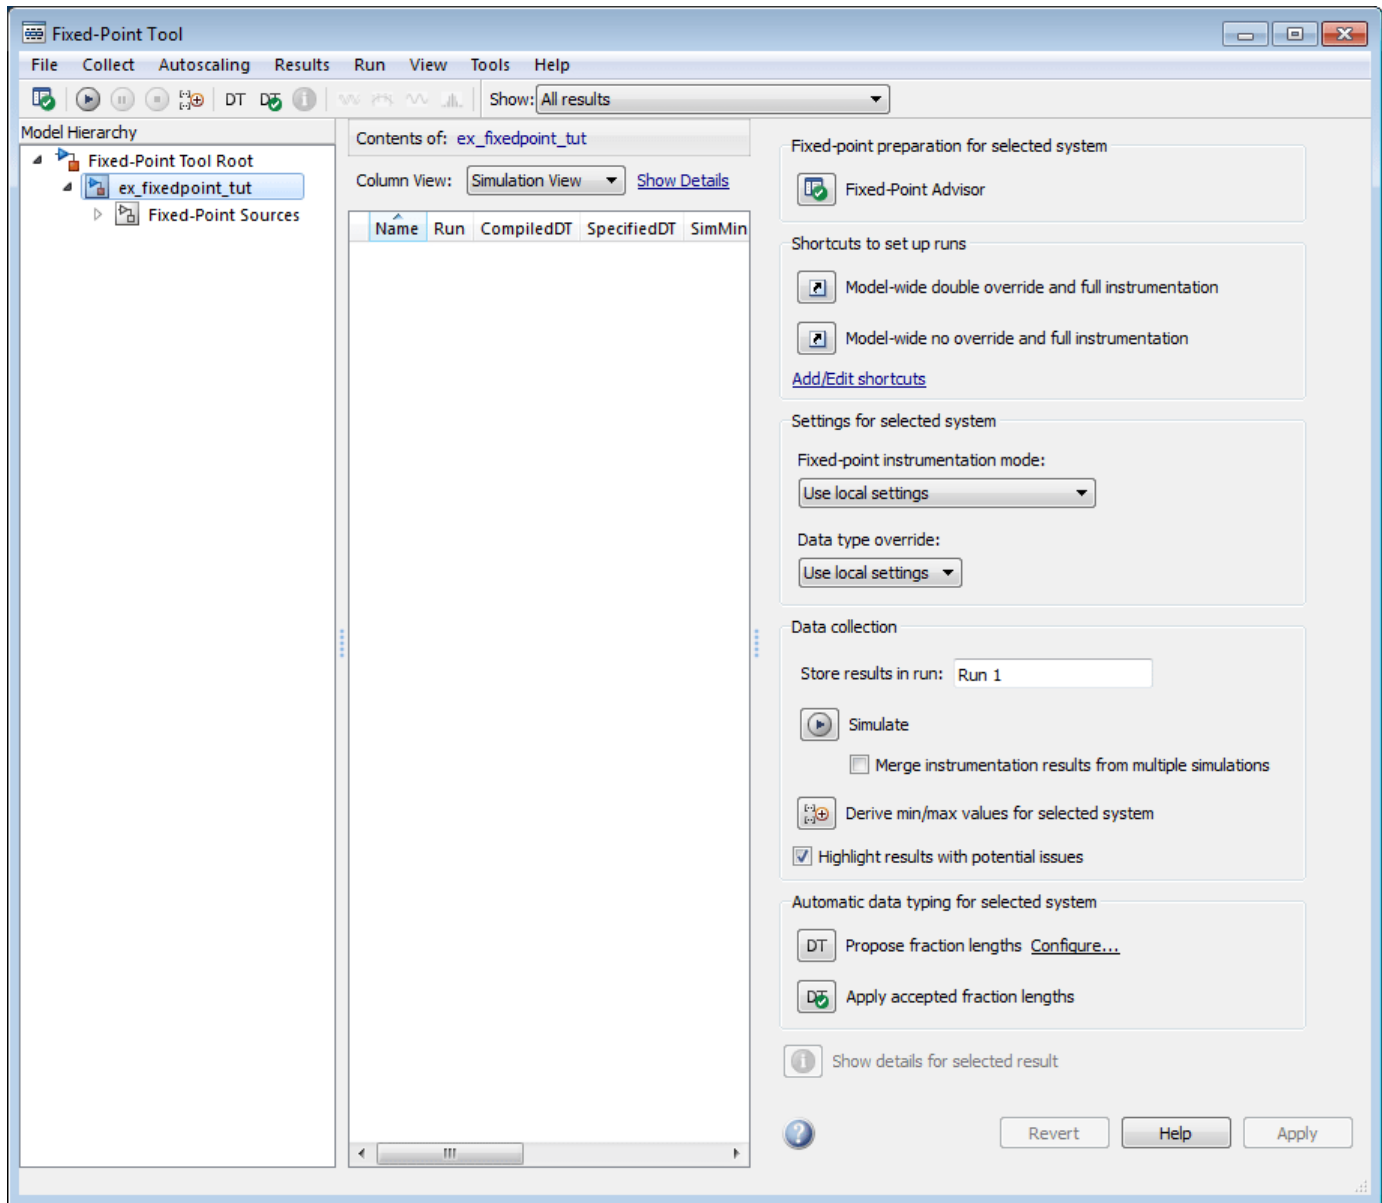 Fixed-Point Tool
File Collect Autoscaling Results Run View Tools Help
DT DT Show: All results
Model Hierarchy
Fixed-Point Tool Root
ex_fixedpoint_tut
Fixed-Point Sources
Contents of: ex_fixedpoint_tut
Column View: Simulation View Show Details
Name Run CompiledDT SpecifiedDT SimMin
Fixed-point preparation for selected system
Fixed-Point Advisor
Shortcuts to set up runs
Model-wide double override and full instrumentation
Model-wide no override and full instrumentation
Add/Edit shortcuts
Settings for selected system
Fixed-point instrumentation mode:
Use local settings
Data type override:
Use local settings
Data collection
Store results in run: Run 1
Simulate
Merge instrumentation results from multiple simulations
Derive min/max values for selected system
Highlight results with potential issues
Automatic data typing for selected system
DT Propose fraction lengths Configure...
DT Apply accepted fraction lengths
Show details for selected result
Revert Help Apply